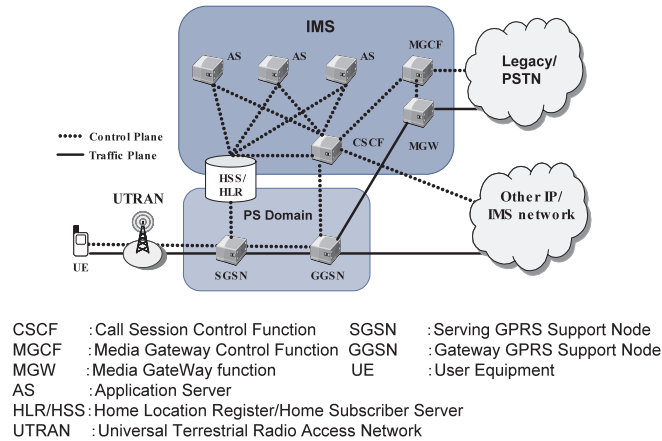 IMS
AS
AS
AS
MGCF
Legacy/
PSTN
Control Plane
Traffic Plane
CSCF
MGW
HSS/
HLR
UTRAN
PS Domain
Other IP/
IMS network
UE
SGSN
GGSN
CSCF : Call Session Control Function SGSN : Serving GPRS Support Node
MGCF : Media Gateway Control Function GGSN : Gateway GPRS Support Node
MGW : Media GateWay function UE : User Equipment
AS : Application Server
HLR/HSS : Home Location Register/Home Subscriber Server
UTRAN : Universal Terrestrial Radio Access Network